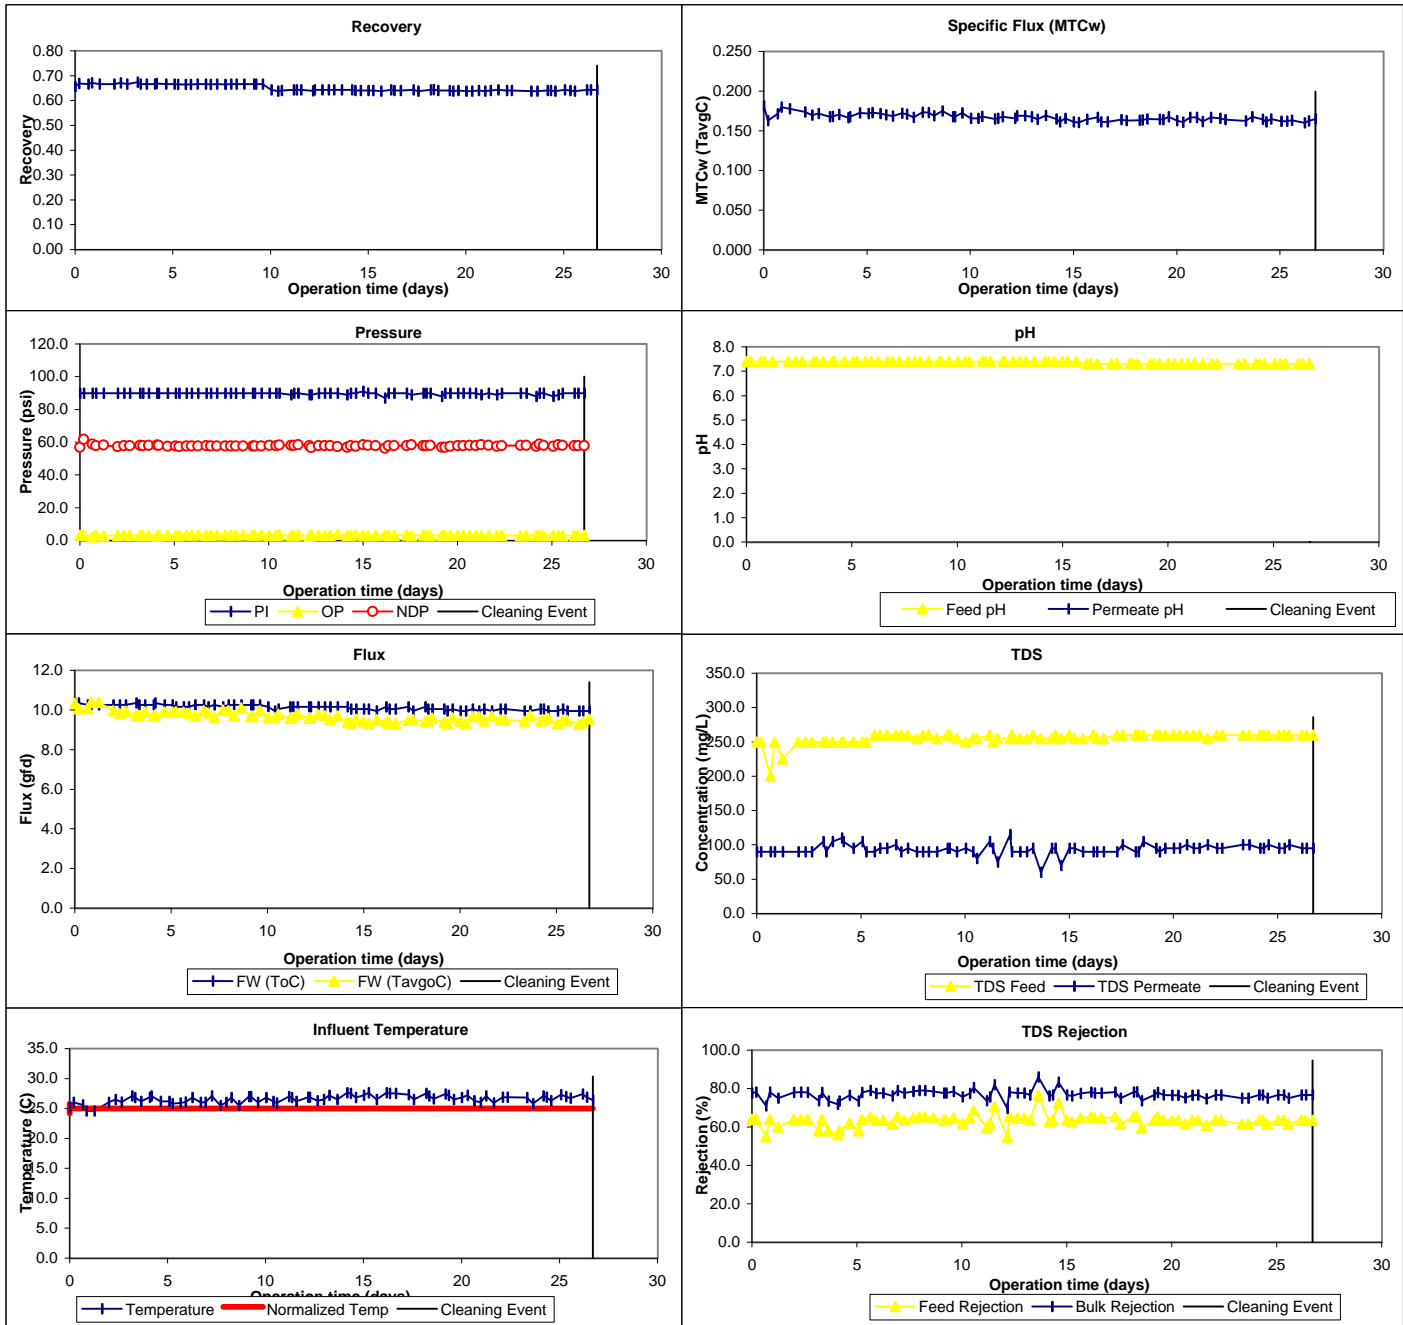 Recovery
0.80
0.70
0.60
0.50
0.40
0.30
0.20
0.10
0.00
Recovery
0 5 10 15 20 25 30
Operation time (days)
Specific Flux (MTCw)
0.250
0.200
0.150
0.100
0.050
0.000
MTCw (TavgC)
0 5 10 15 20 25 30
Operation time (days)
Pressure
120.0
100.0
80.0
60.0
40.0
20.0
0.0
Pressure (psi)
0 5 10 15 20 25 30
Operation time (days)
PI OP NDP Cleaning Event
pH
8.0
7.0
6.0
5.0
4.0
3.0
2.0
1.0
0.0
pH
0 5 10 15 20 25 30
Operation time (days)
Feed pH Permeate pH Cleaning Event
Flux
12.0
10.0
8.0
6.0
4.0
2.0
0.0
Flux (gfd)
0 5 10 15 20 25 30
Operation time (days)
FW (ToC) FW (TavgoC) Cleaning Event
TDS
350.0
300.0
250.0
200.0
150.0
100.0
50.0
0.0
Concentration (mg/L)
0 5 10 15 20 25 30
Operation time (days)
TDS Feed TDS Permeate Cleaning Event
Influent Temperature
35.0
30.0
25.0
20.0
15.0
10.0
5.0
0.0
Temperature (C)
0 5 10 15 20 25 30
Operation time (days)
Temperature Normalized Temp Cleaning Event
TDS Rejection
100.0
80.0
60.0
40.0
20.0
0.0
Rejection (%)
0 5 10 15 20 25 30
Operation time (days)
Feed Rejection Bulk Rejection Cleaning Event